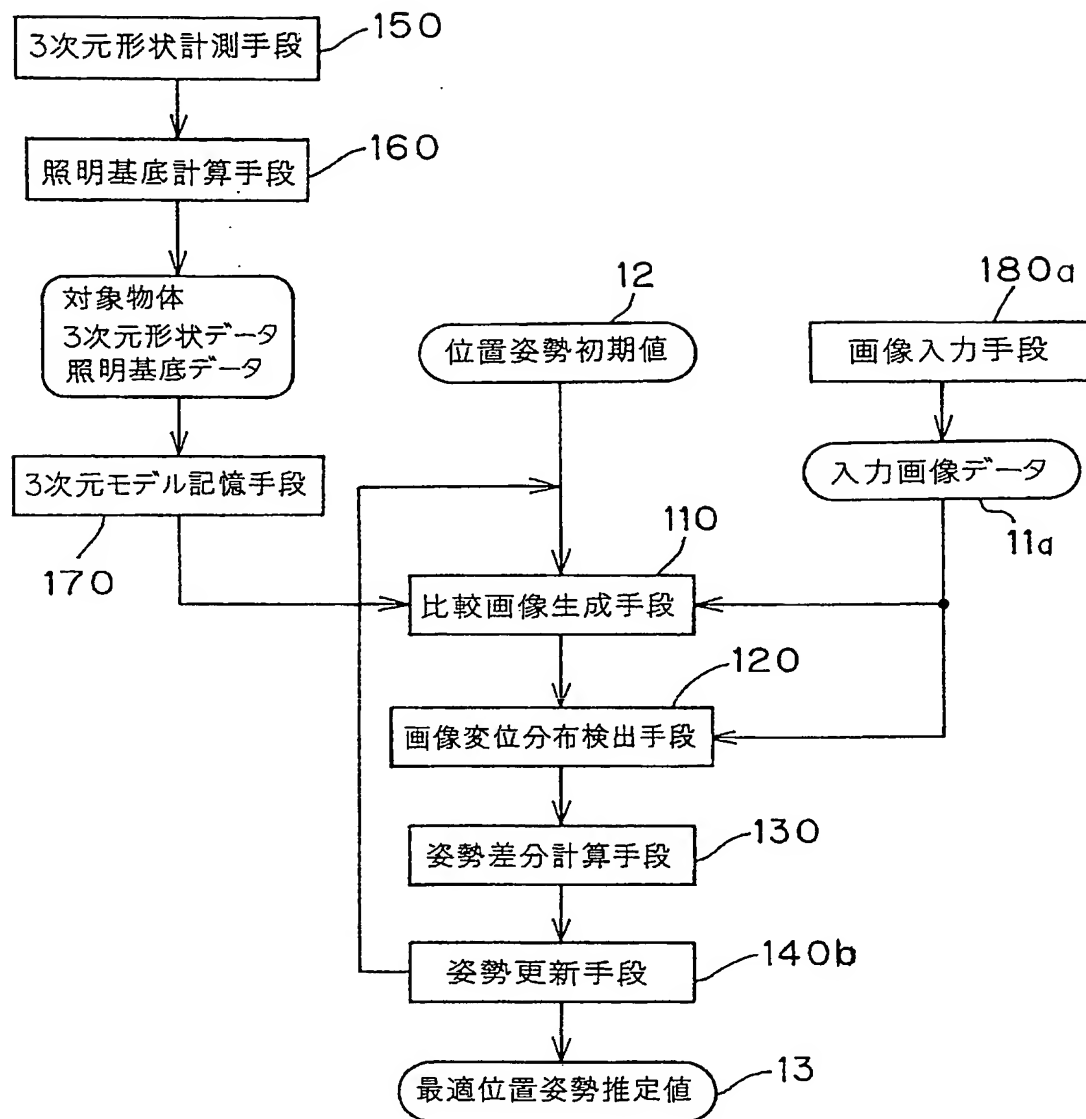 3次元形状計測手段
150
照明基底計算手段
160
対象物体
3次元形状データ
照明基底データ
12
位置姿勢初期値
180a
画像入力手段
3次元モデル記憶手段
170
入力画像データ
11a
110
比較画像生成手段
120
画像変位分布検出手段
130
姿勢差分計算手段
140b
姿勢更新手段
13
最適位置姿勢推定値